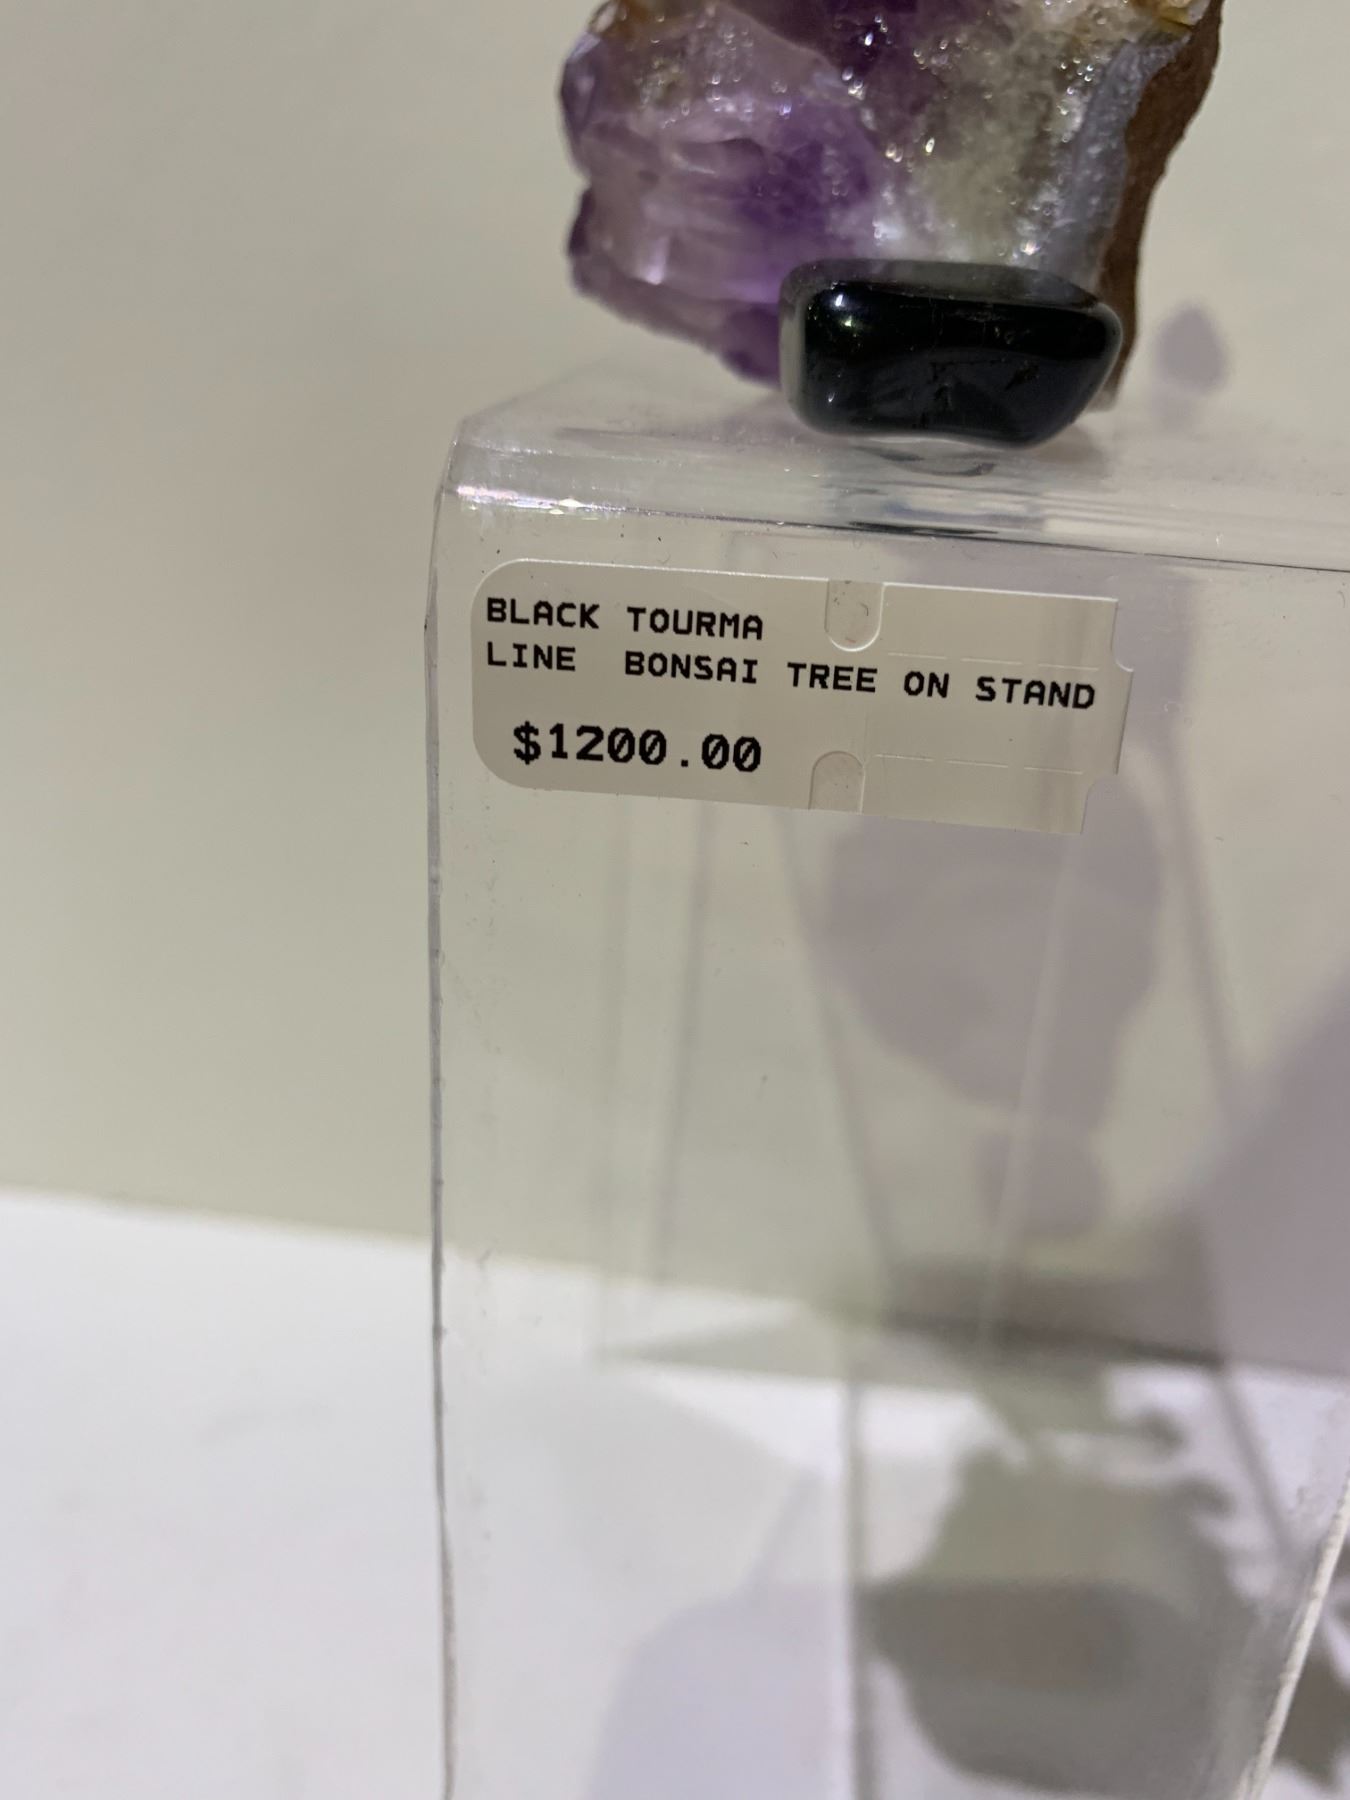 BLACK TOURMA
LINE BONSAI TREE ON STAND
$1200.00